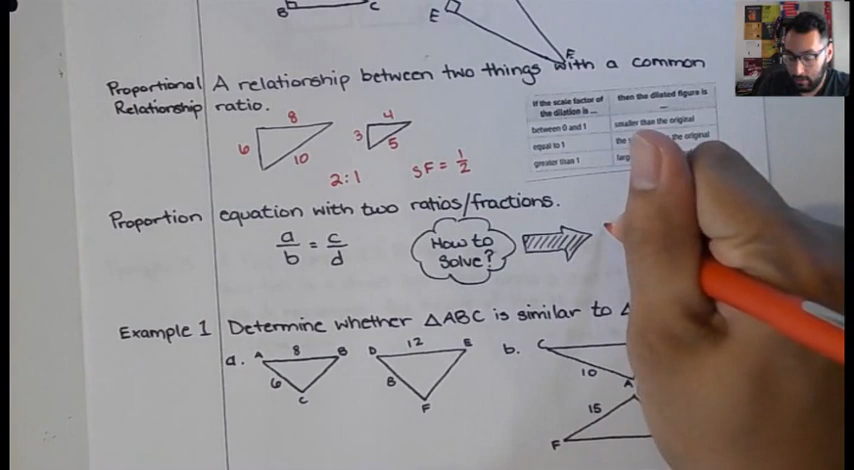 B C E F
Proportional A relationship between two things with a common
Relationship ratio.
8 4
6 3
10 5
2:1 SF = 1/2
If the scale factor of the dilation is ... then the dilated figure is ...
between 0 and 1 smaller than the original
equal to 1 the original
greater than 1
Proportion equation with two ratios/fractions.
a/b = c/d
How to
Solve?
Example 1 Determine whether △ABC is similar to △
a. A 8 B D 12 E b. C
6 8 10
C F A
15
F